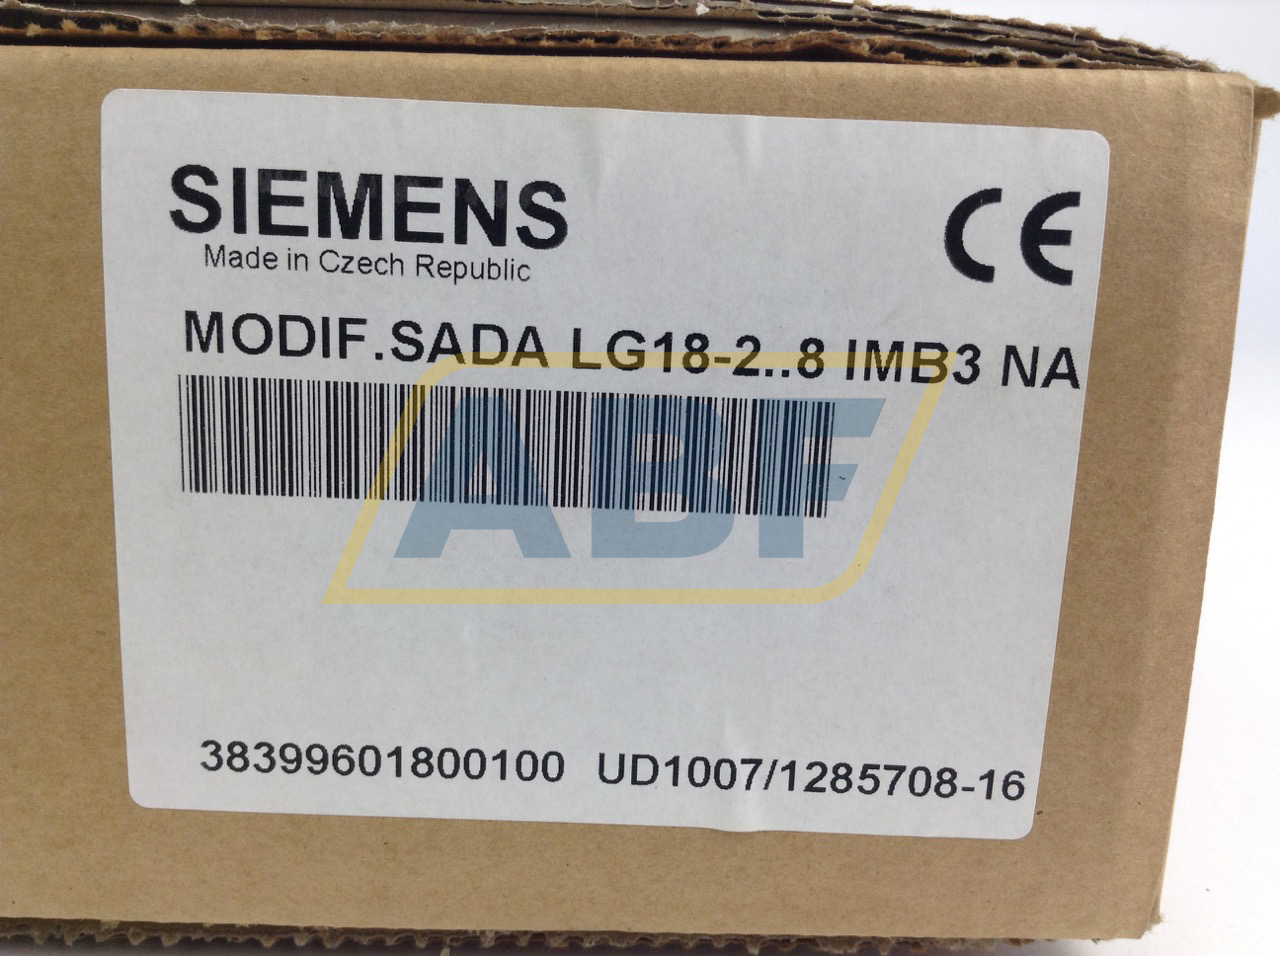 SIEMENS
Made in Czech Republic
CE
MODIF.SADA LG18-2..8 IMB3 NA
ABF
38399601800100 UD1007/1285708-16